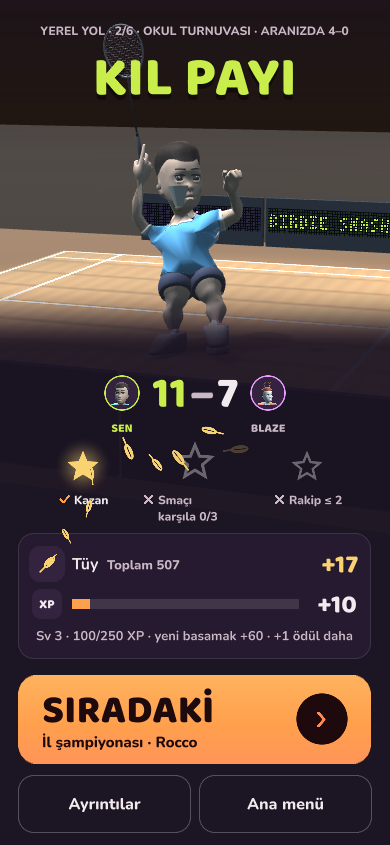 YEREL YOL · 2/6 · OKUL TURNUVASI · ARANIZDA 4–0
KIL PAYI
BIRDIE SMASH
11–7
SEN
BLAZE
Kazan
Smaçı
karşıla 0/3
Rakip ≤ 2
Tüy Toplam 507
+17
XP
+10
Sv 3 · 100/250 XP · yeni basamak +60 · +1 ödül daha
SIRADAKİ
İl şampiyonası · Rocco
Ayrıntılar
Ana menü